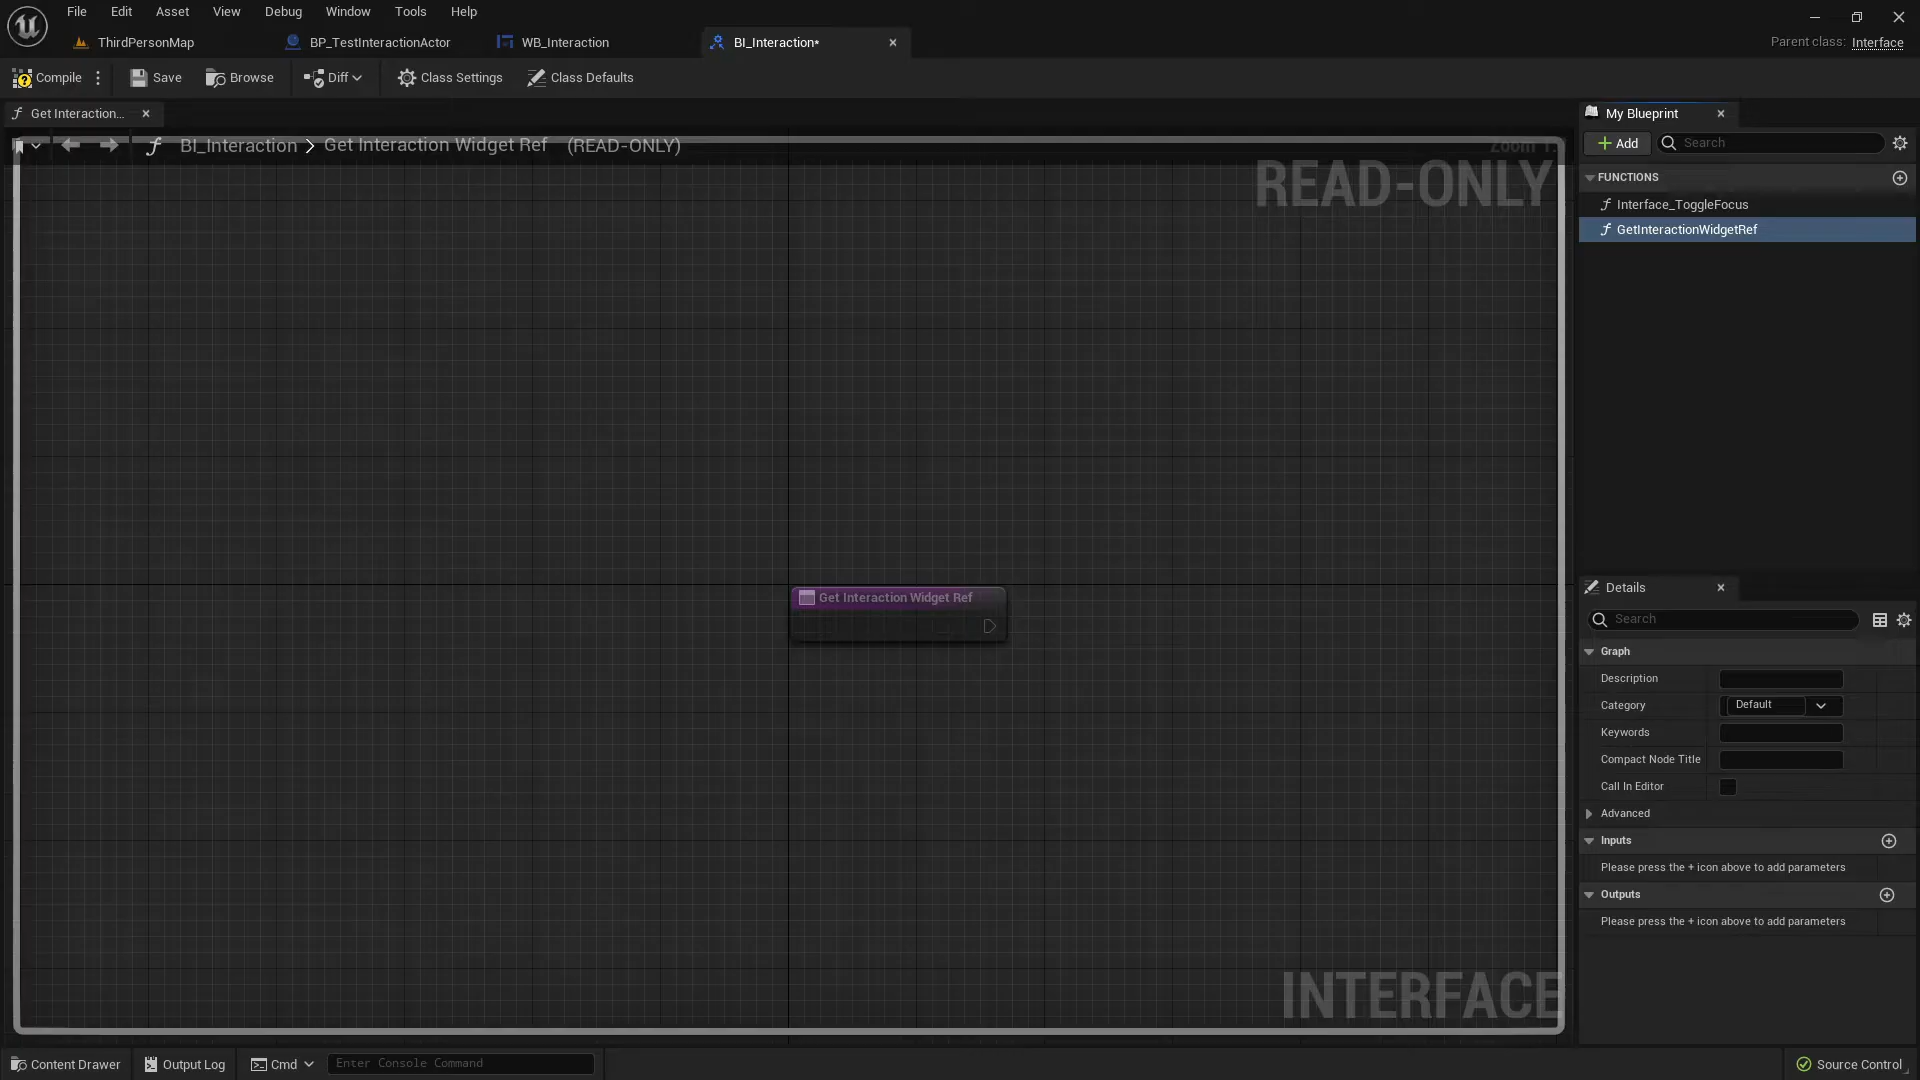 File Edit Asset View Debug Window Tools Help
ThirdPersonMap BP_TestInteractionActor WB_Interaction BI_Interaction*
Parent class: Interface
Compile Save Browse Diff Class Settings Class Defaults
Get Interaction...
BI_Interaction > Get Interaction Widget Ref (READ-ONLY)
READ-ONLY
Get Interaction Widget Ref
INTERFACE
My Blueprint
Add Search
FUNCTIONS
Interface_ToggleFocus
GetInteractionWidgetRef
Details
Search
Graph
Description
Category Default
Keywords
Compact Node Title
Call In Editor
Advanced
Inputs
Please press the + icon above to add parameters
Outputs
Please press the + icon above to add parameters
Content Drawer Output Log Cmd Enter Console Command Source Control